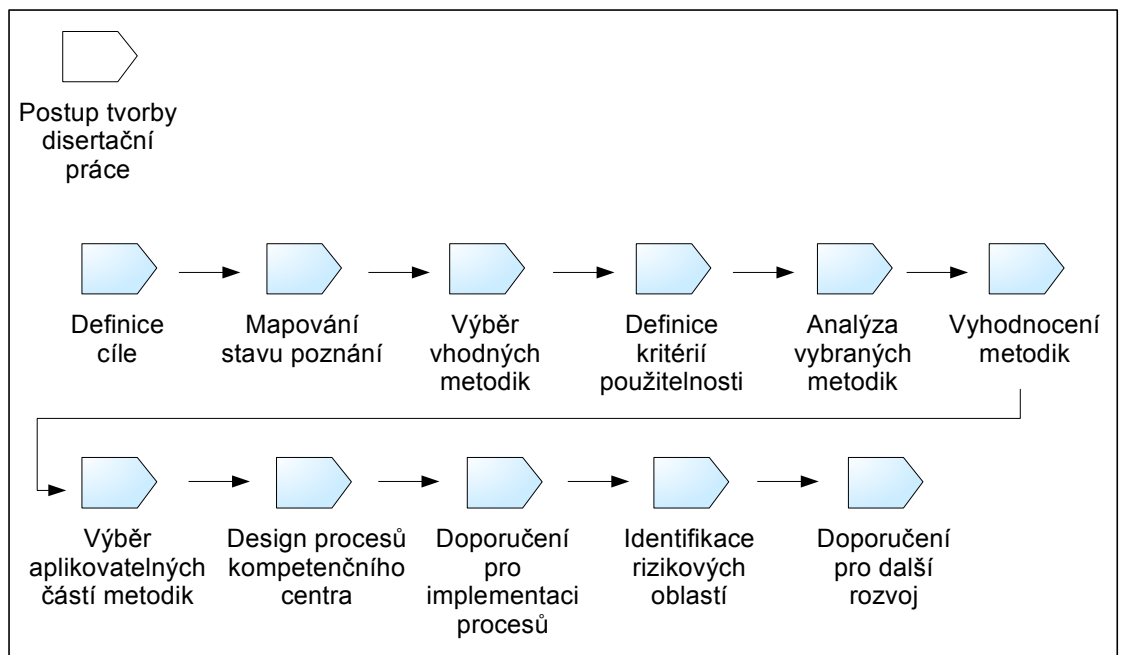 Postup tvorby
disertační
práce
Definice
cíle
Mapování
stavu poznání
Výběr
vhodných
metodik
Definice
kritérií
použitelnosti
Analýza
vybraných
metodik
Vyhodnocení
metodik
Výběr
aplikovatelných
částí metodik
Design procesů
kompetenčního
centra
Doporučení
pro
implementaci
procesů
Identifikace
rizikových
oblastí
Doporučení
pro další
rozvoj